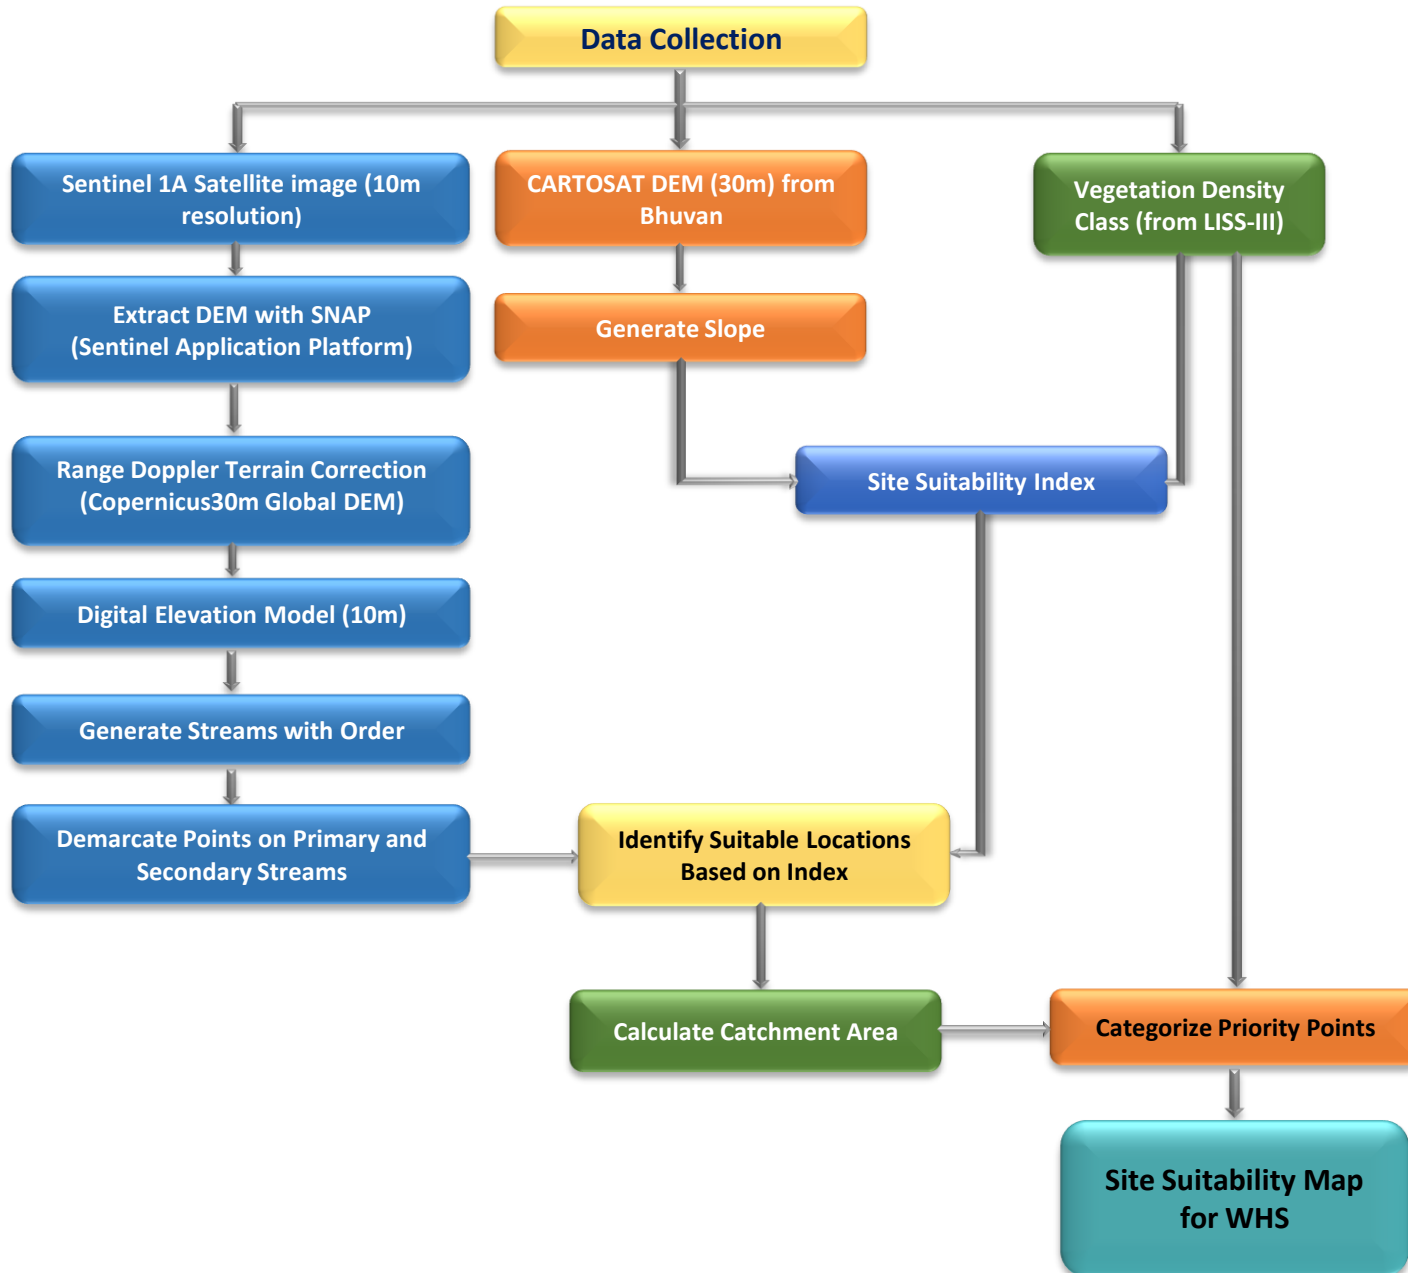 Data Collection
Sentinel 1A Satellite image (10m
resolution)
CARTOSAT DEM (30m) from
Bhuvan
Vegetation Density
Class (from LISS-III)
Extract DEM with SNAP
(Sentinel Application Platform)
Generate Slope
Range Doppler Terrain Correction
(Copernicus30m Global DEM)
Site Suitability Index
Digital Elevation Model (10m)
Generate Streams with Order
Demarcate Points on Primary and
Secondary Streams
Identify Suitable Locations
Based on Index
Calculate Catchment Area
Categorize Priority Points
Site Suitability Map
for WHS